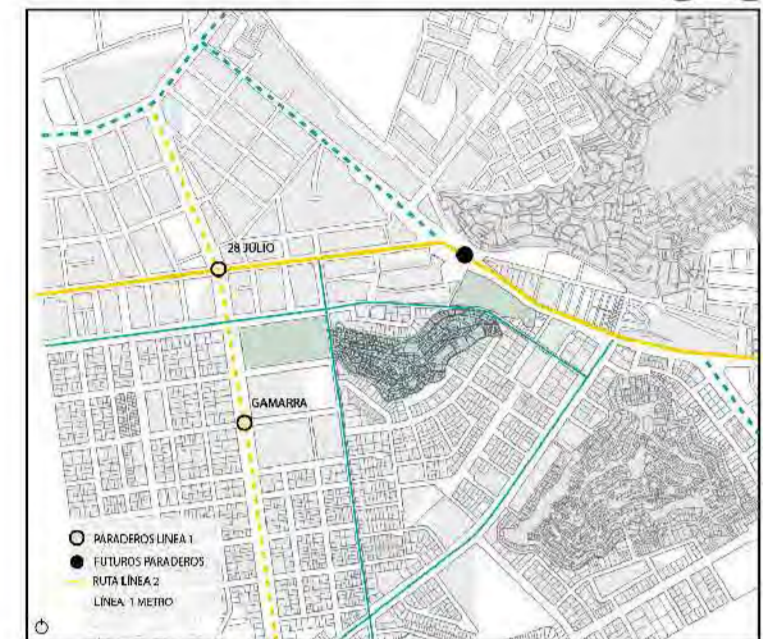 28 JULIO
GAMARRA
PARADEROS LINEA 1
FUTUROS PARADEROS
RUTA LÍNEA 2
LÍNEA 1 METRO